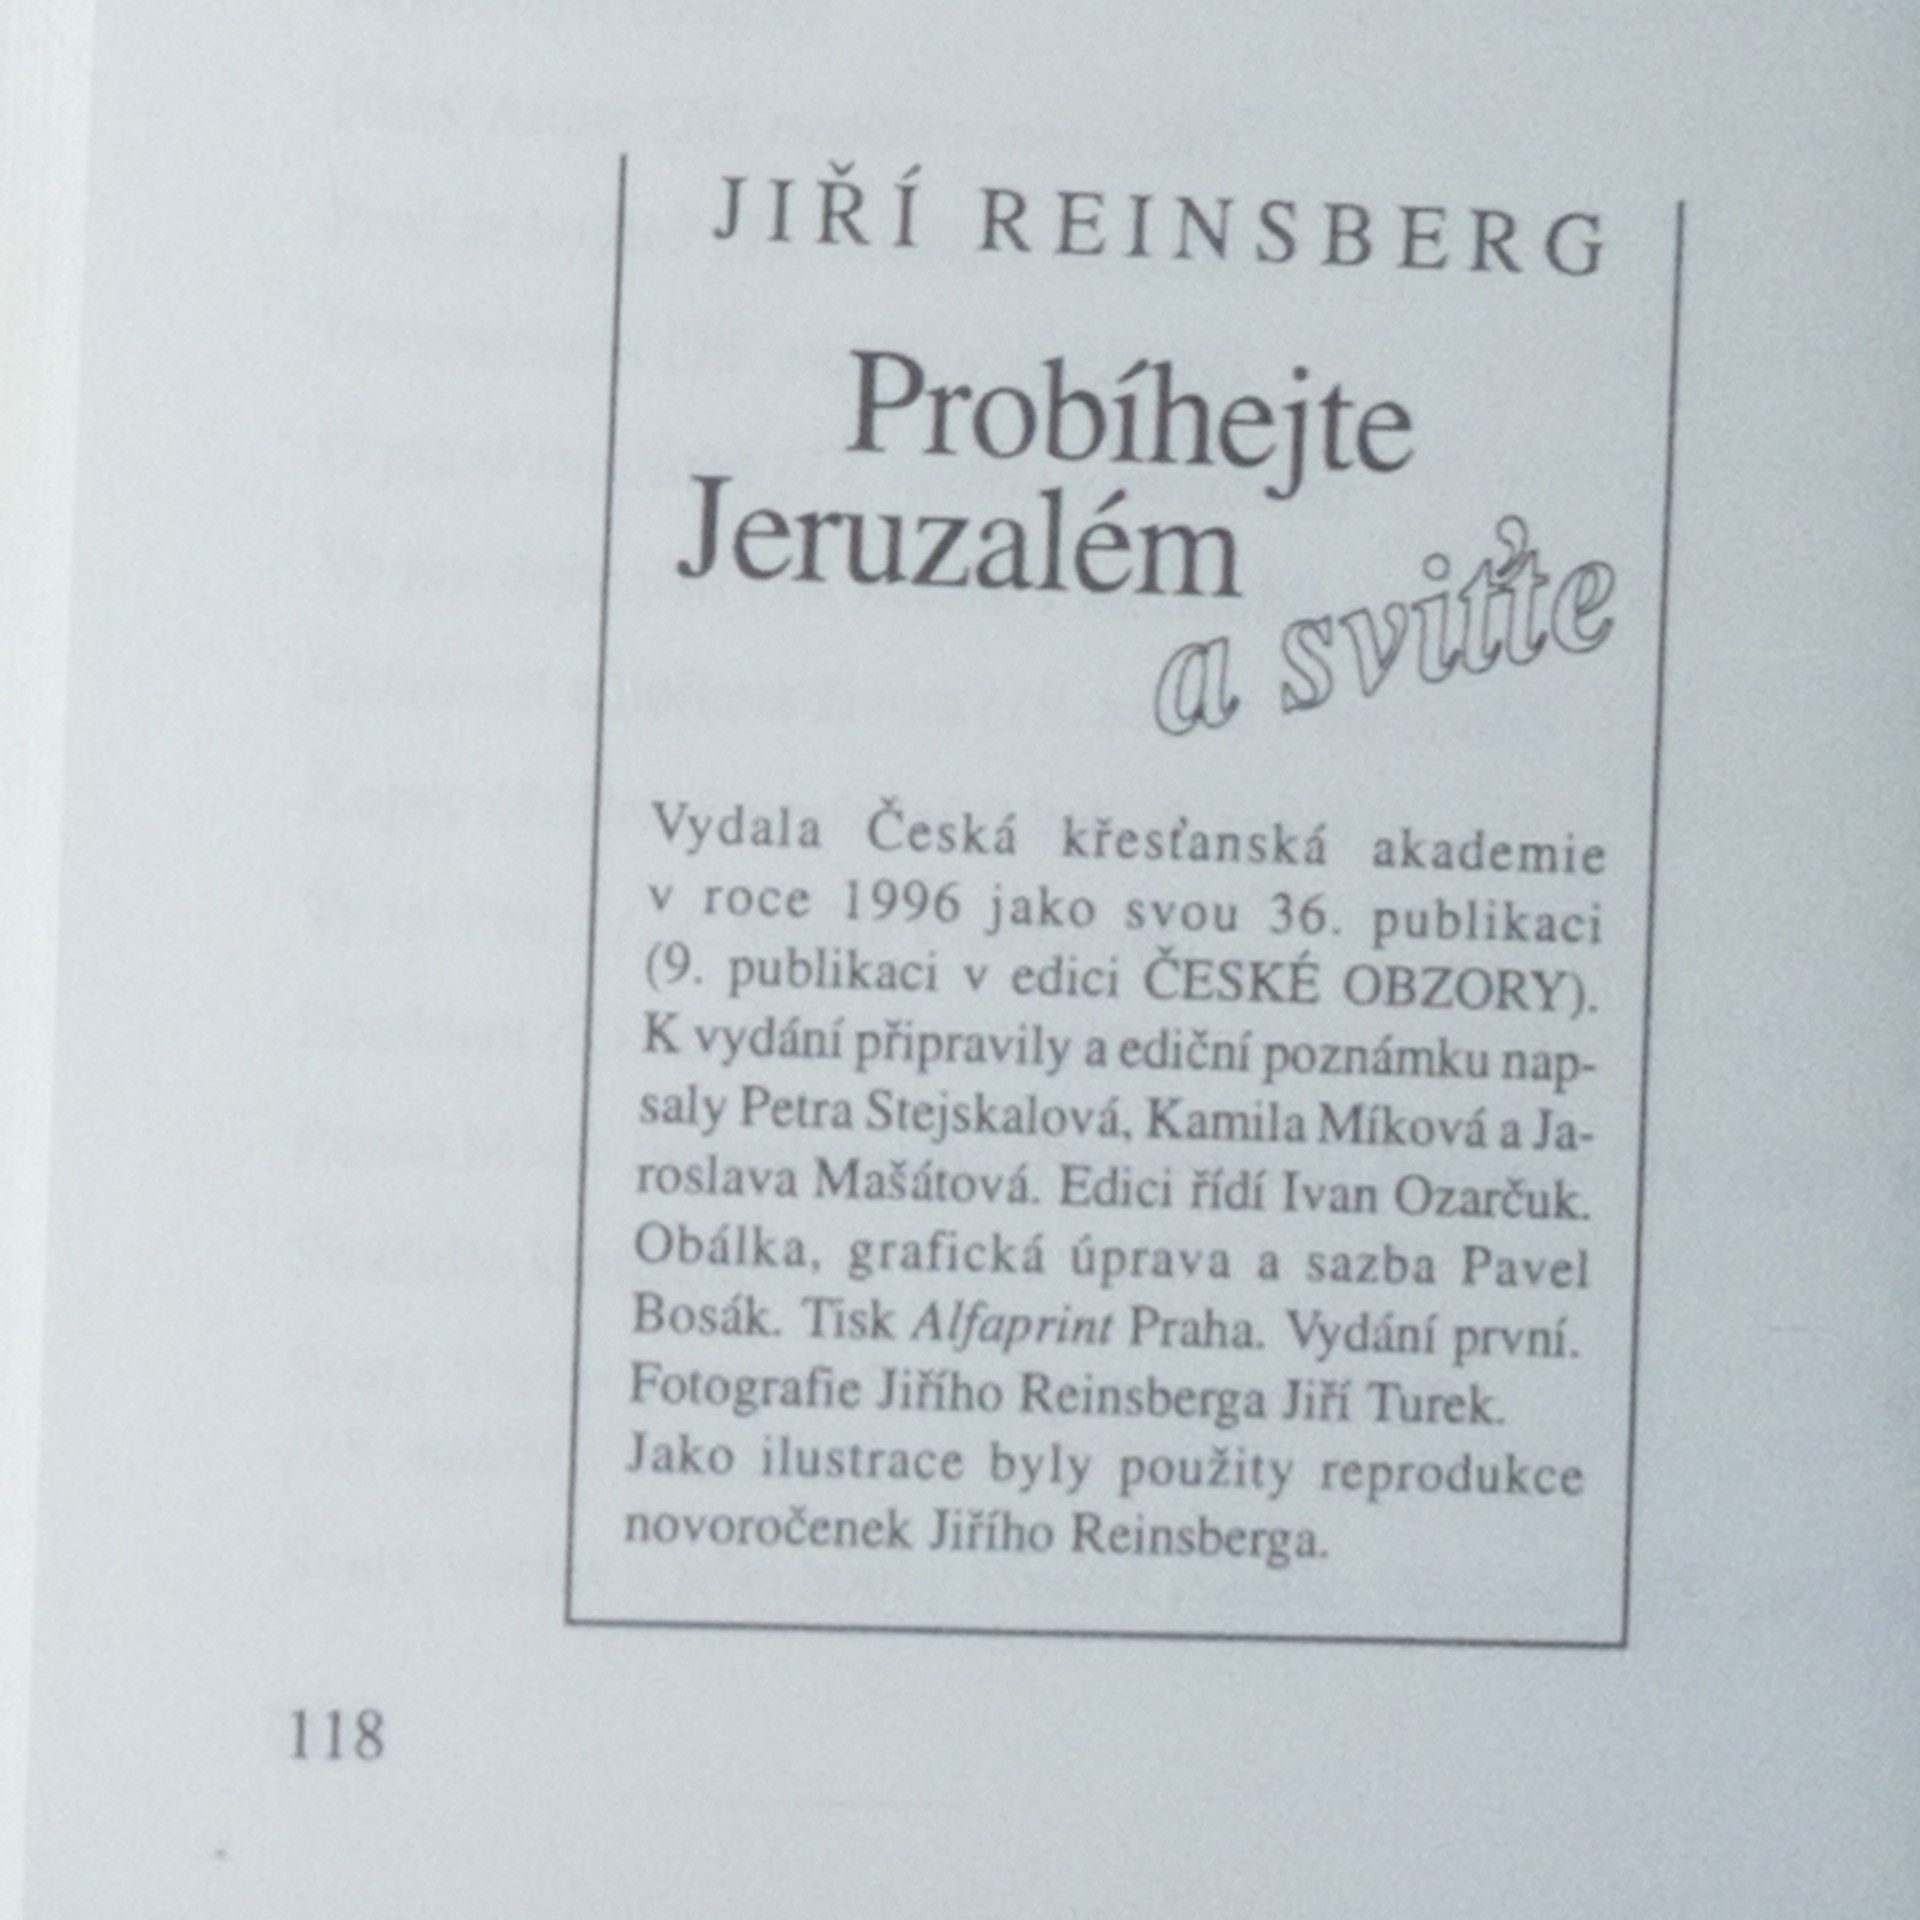 JIŘÍ REINSBERG
Probíhejte
Jeruzalém
a sviťte
Vydala Česká křesťanská akademie
v roce 1996 jako svou 36. publikaci
(9. publikaci v edici ČESKÉ OBZORY).
K vydání připravily a ediční poznámku nap-
saly Petra Stejskalová, Kamila Míková a Ja-
roslava Mašátová. Edici řídí Ivan Ozarčuk.
Obálka, grafická úprava a sazba Pavel
Bosák. Tisk Alfaprint Praha. Vydání první.
Fotografie Jiřího Reinsberga Jiří Turek.
Jako ilustrace byly použity reprodukce
novoročenek Jiřího Reinsberga.
118